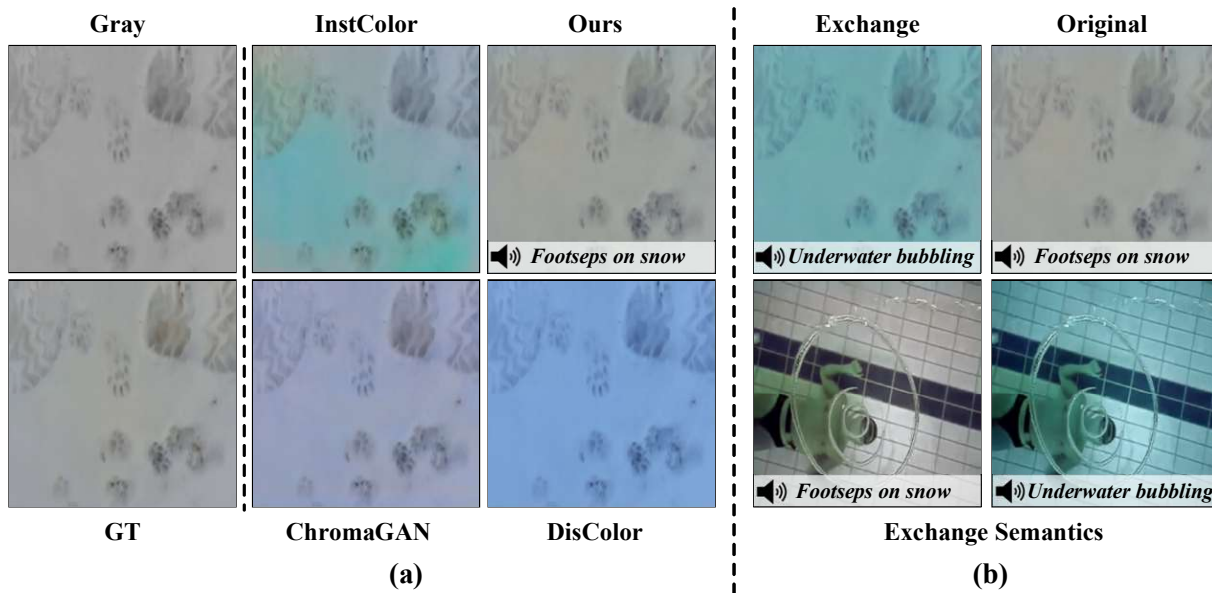 Gray InstColor Ours Exchange Original
Footseps on snow Underwater bubbling Footseps on snow
Footseps on snow Underwater bubbling
GT ChromaGAN DisColor Exchange Semantics
(a) (b)